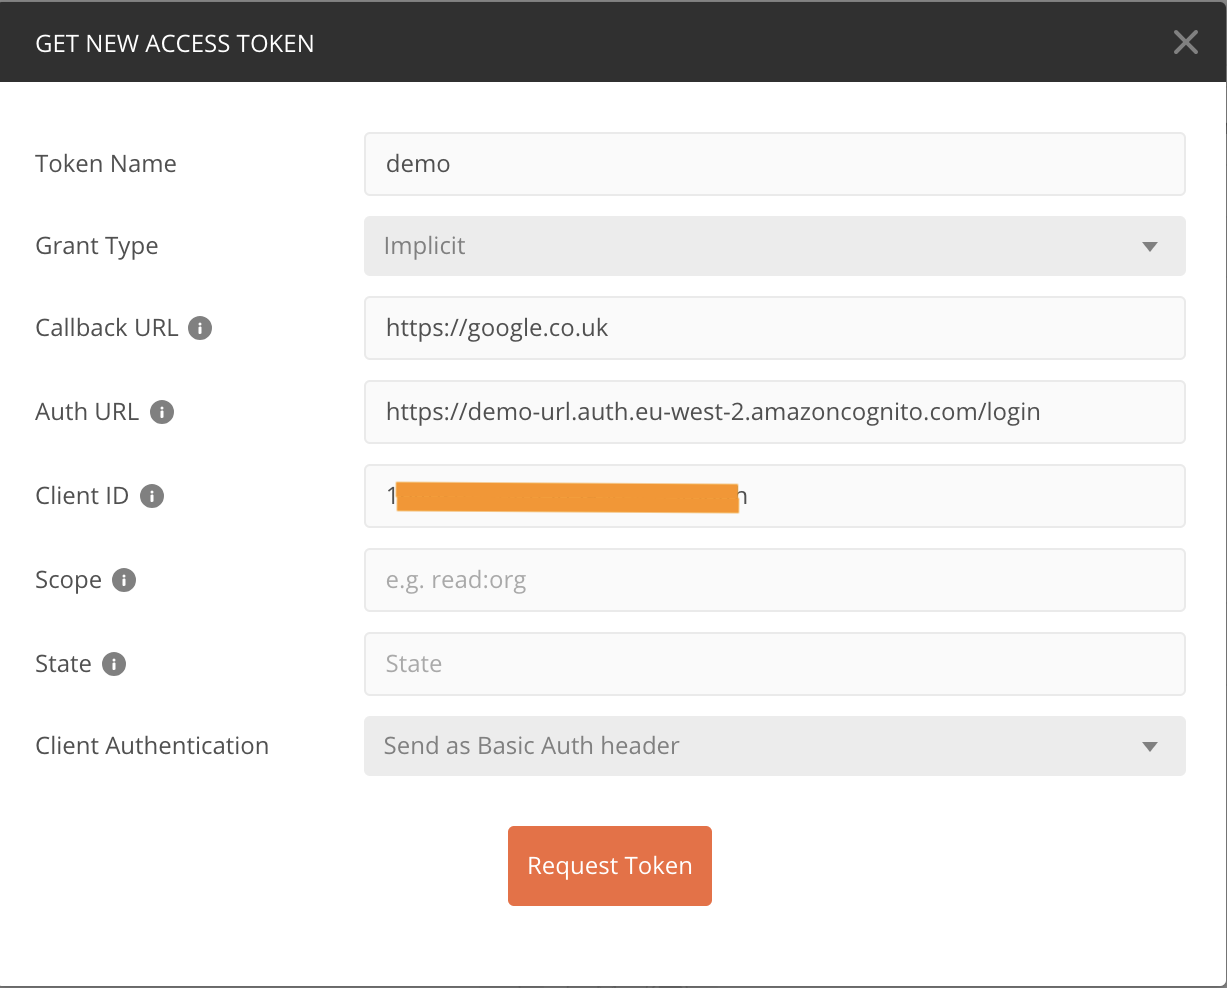 GET NEW ACCESS TOKEN
Token Name demo
Grant Type Implicit
Callback URL https://google.co.uk
Auth URL https://demo-url.auth.eu-west-2.amazoncognito.com/login
Client ID 1
Scope e.g. read:org
State State
Client Authentication Send as Basic Auth header
Request Token